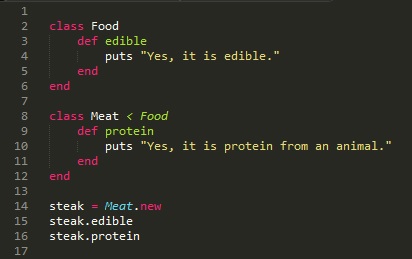 1
2 class Food
3     def edible
4         puts "Yes, it is edible."
5     end
6 end
7
8 class Meat < Food
9     def protein
10         puts "Yes, it is protein from an animal."
11     end
12 end
13
14 steak = Meat.new
15 steak.edible
16 steak.protein
17